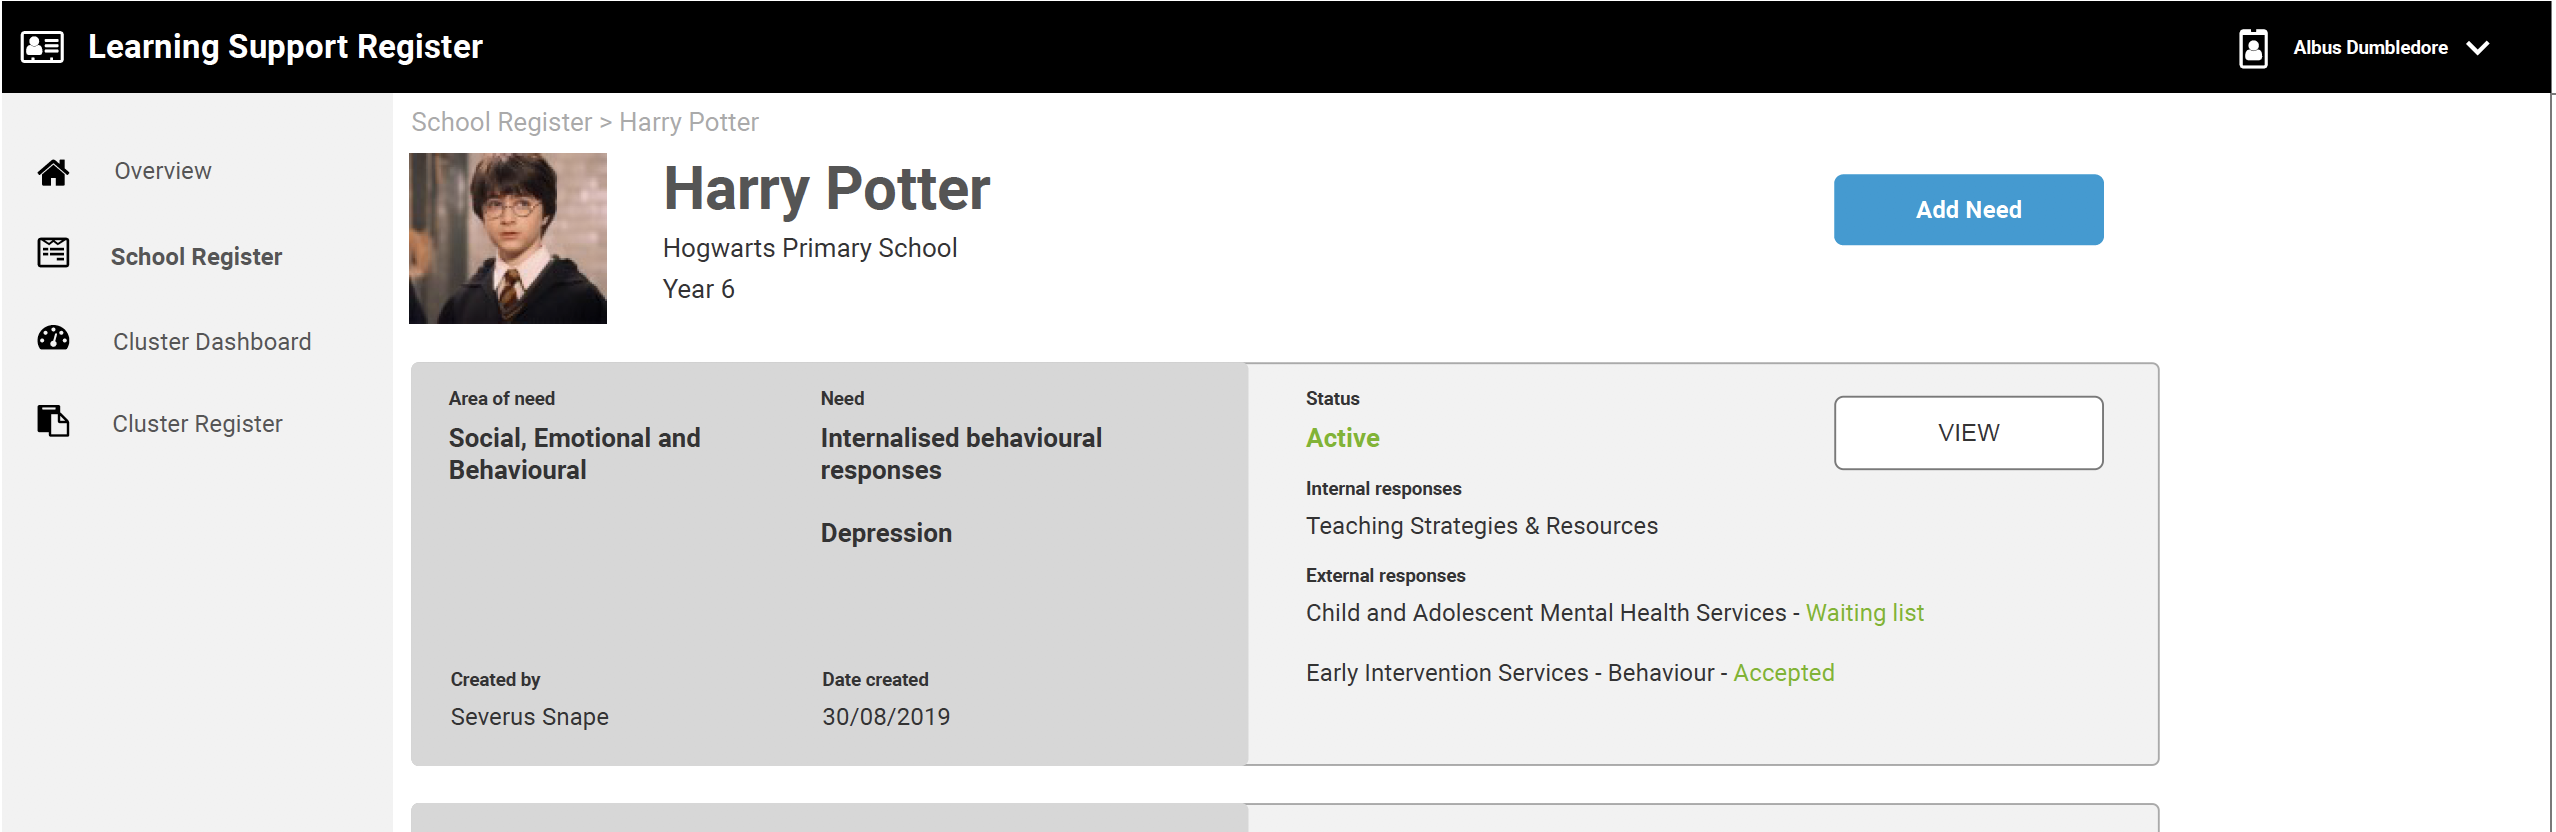 Learning Support Register
Albus Dumbledore
Overview
School Register
Cluster Dashboard
Cluster Register
School Register > Harry Potter
Harry Potter
Hogwarts Primary School
Year 6
Add Need
Area of need
Social, Emotional and
Behavioural
Need
Internalised behavioural
responses
Depression
Created by
Severus Snape
Date created
30/08/2019
Status
Active
VIEW
Internal responses
Teaching Strategies & Resources
External responses
Child and Adolescent Mental Health Services - Waiting list
Early Intervention Services - Behaviour - Accepted